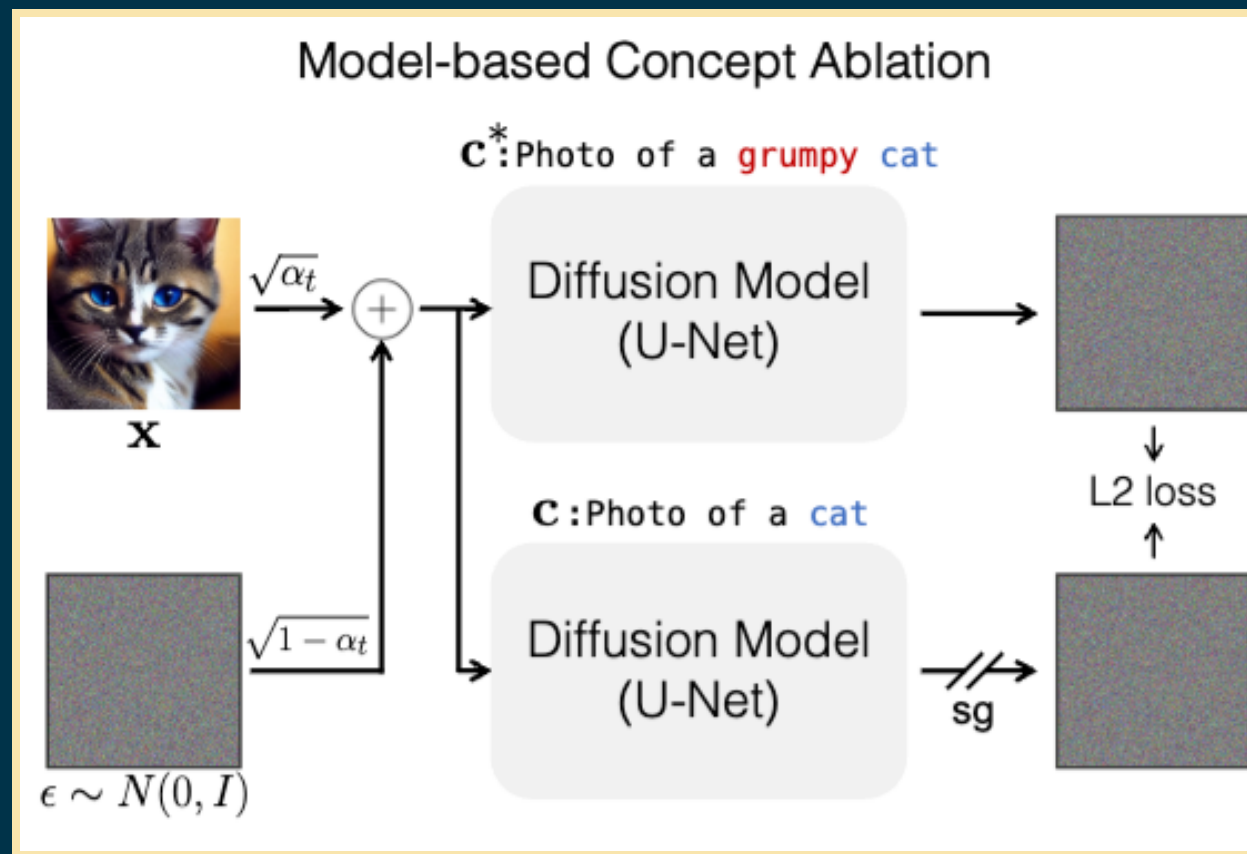 Model-based Concept Ablation
C*:Photo of a grumpy cat
√αt
+
Diffusion Model
(U-Net)
x
L2 loss
C:Photo of a cat
√1 − αt
Diffusion Model
(U-Net)
sg
ϵ ∼ N(0, I)